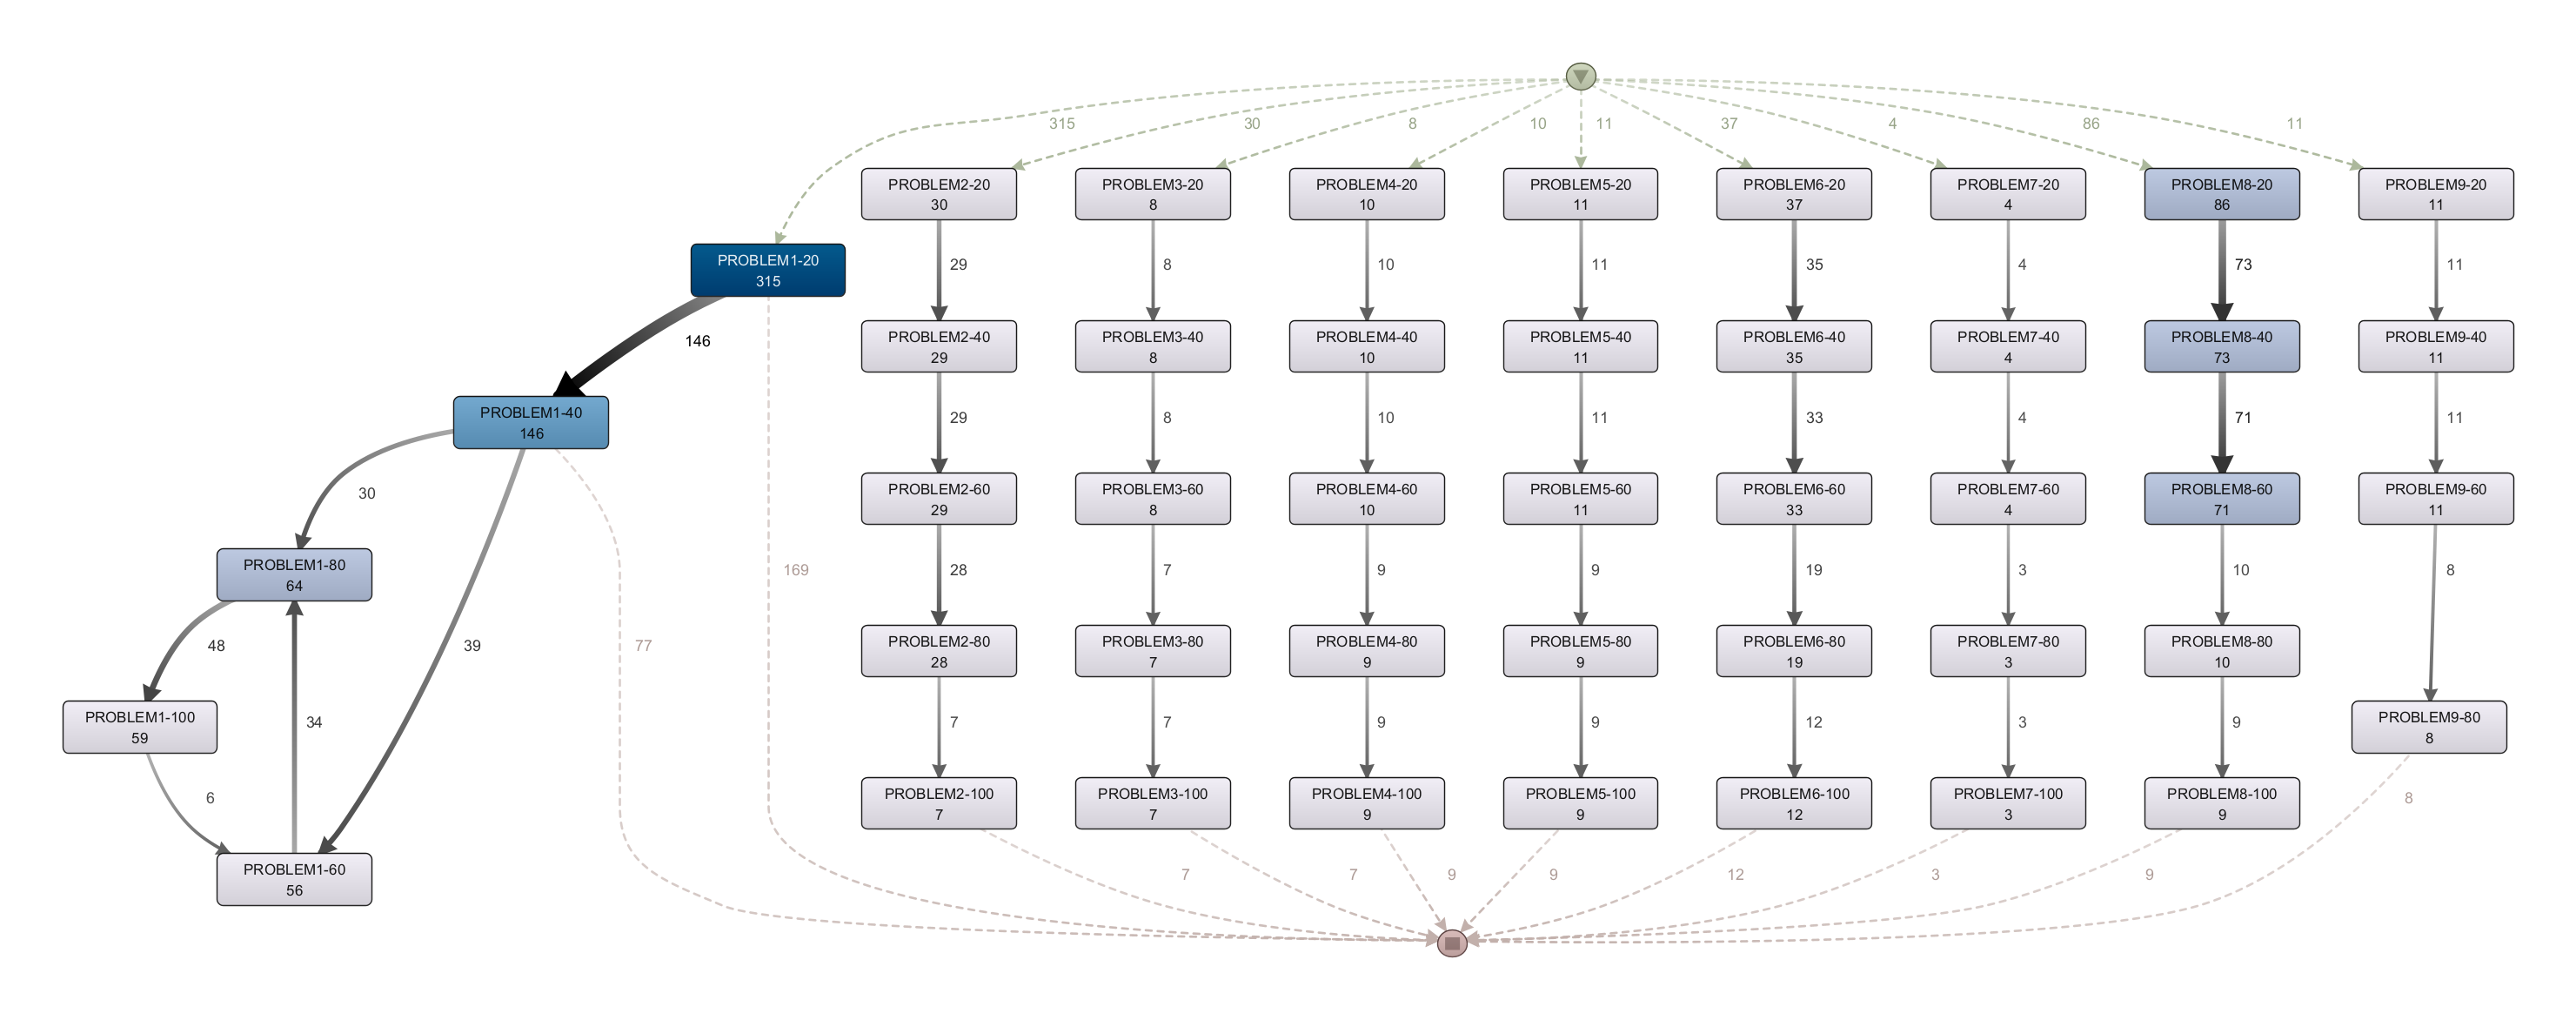 315
30
8
10
11
37
4
86
11
PROBLEM2-20
30
PROBLEM3-20
8
PROBLEM4-20
10
PROBLEM5-20
11
PROBLEM6-20
37
PROBLEM7-20
4
PROBLEM8-20
86
PROBLEM9-20
11
PROBLEM1-20
315
29
8
10
11
35
4
73
11
146
PROBLEM2-40
29
PROBLEM3-40
8
PROBLEM4-40
10
PROBLEM5-40
11
PROBLEM6-40
35
PROBLEM7-40
4
PROBLEM8-40
73
PROBLEM9-40
11
PROBLEM1-40
146
29
8
10
11
33
4
71
11
30
PROBLEM2-60
29
PROBLEM3-60
8
PROBLEM4-60
10
PROBLEM5-60
11
PROBLEM6-60
33
PROBLEM7-60
4
PROBLEM8-60
71
PROBLEM9-60
11
PROBLEM1-80
64
169
28
7
9
9
19
3
10
8
48
39
77
PROBLEM2-80
28
PROBLEM3-80
7
PROBLEM4-80
9
PROBLEM5-80
9
PROBLEM6-80
19
PROBLEM7-80
3
PROBLEM8-80
10
PROBLEM1-100
59
34
7
7
9
9
12
3
9
PROBLEM9-80
8
6
PROBLEM2-100
7
PROBLEM3-100
7
PROBLEM4-100
9
PROBLEM5-100
9
PROBLEM6-100
12
PROBLEM7-100
3
PROBLEM8-100
9
8
PROBLEM1-60
56
7
7
9
9
12
3
9